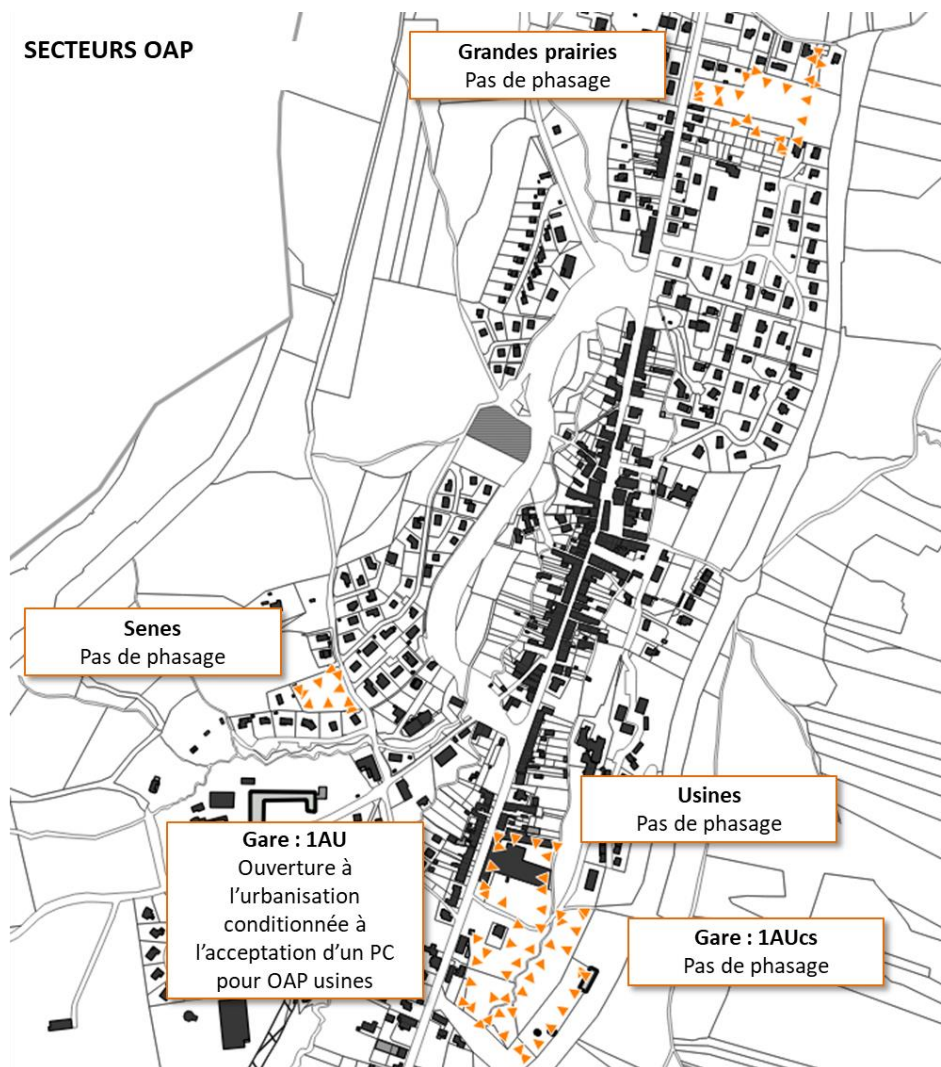 SECTEURS OAP
Grandes prairies
Pas de phasage
Senes
Pas de phasage
Usines
Pas de phasage
Gare : 1AU
Ouverture à
l’urbanisation
conditionnée à
l’acceptation d’un PC
pour OAP usines
Gare : 1AUcs
Pas de phasage